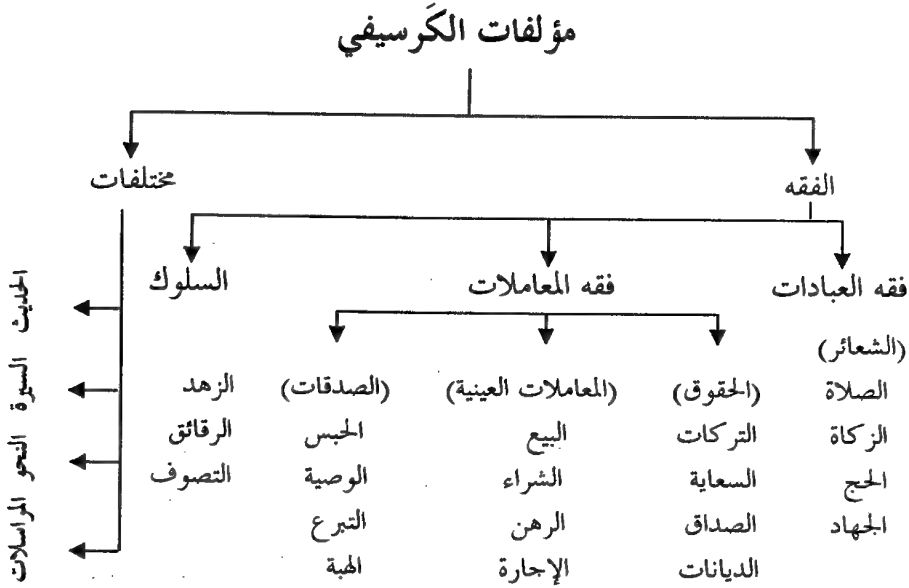 مؤلفات الكَرسيفي
الفقه
مختلفات
فقه العبادات
فقه المعاملات
السلوك
(الشعائر)
الصلاة
الزكاة
الحج
الجهاد
(الحقوق)
التركات
السعاية
الصداق
الديانات
(المعاملات العينية)
البيع
الشراء
الرهن
الإجارة
(الصدقات)
الحبس
الوصية
التبرع
الهبة
الزهد
الرقائق
التصوف
الحديث
السيرة
النحو
المراسلات